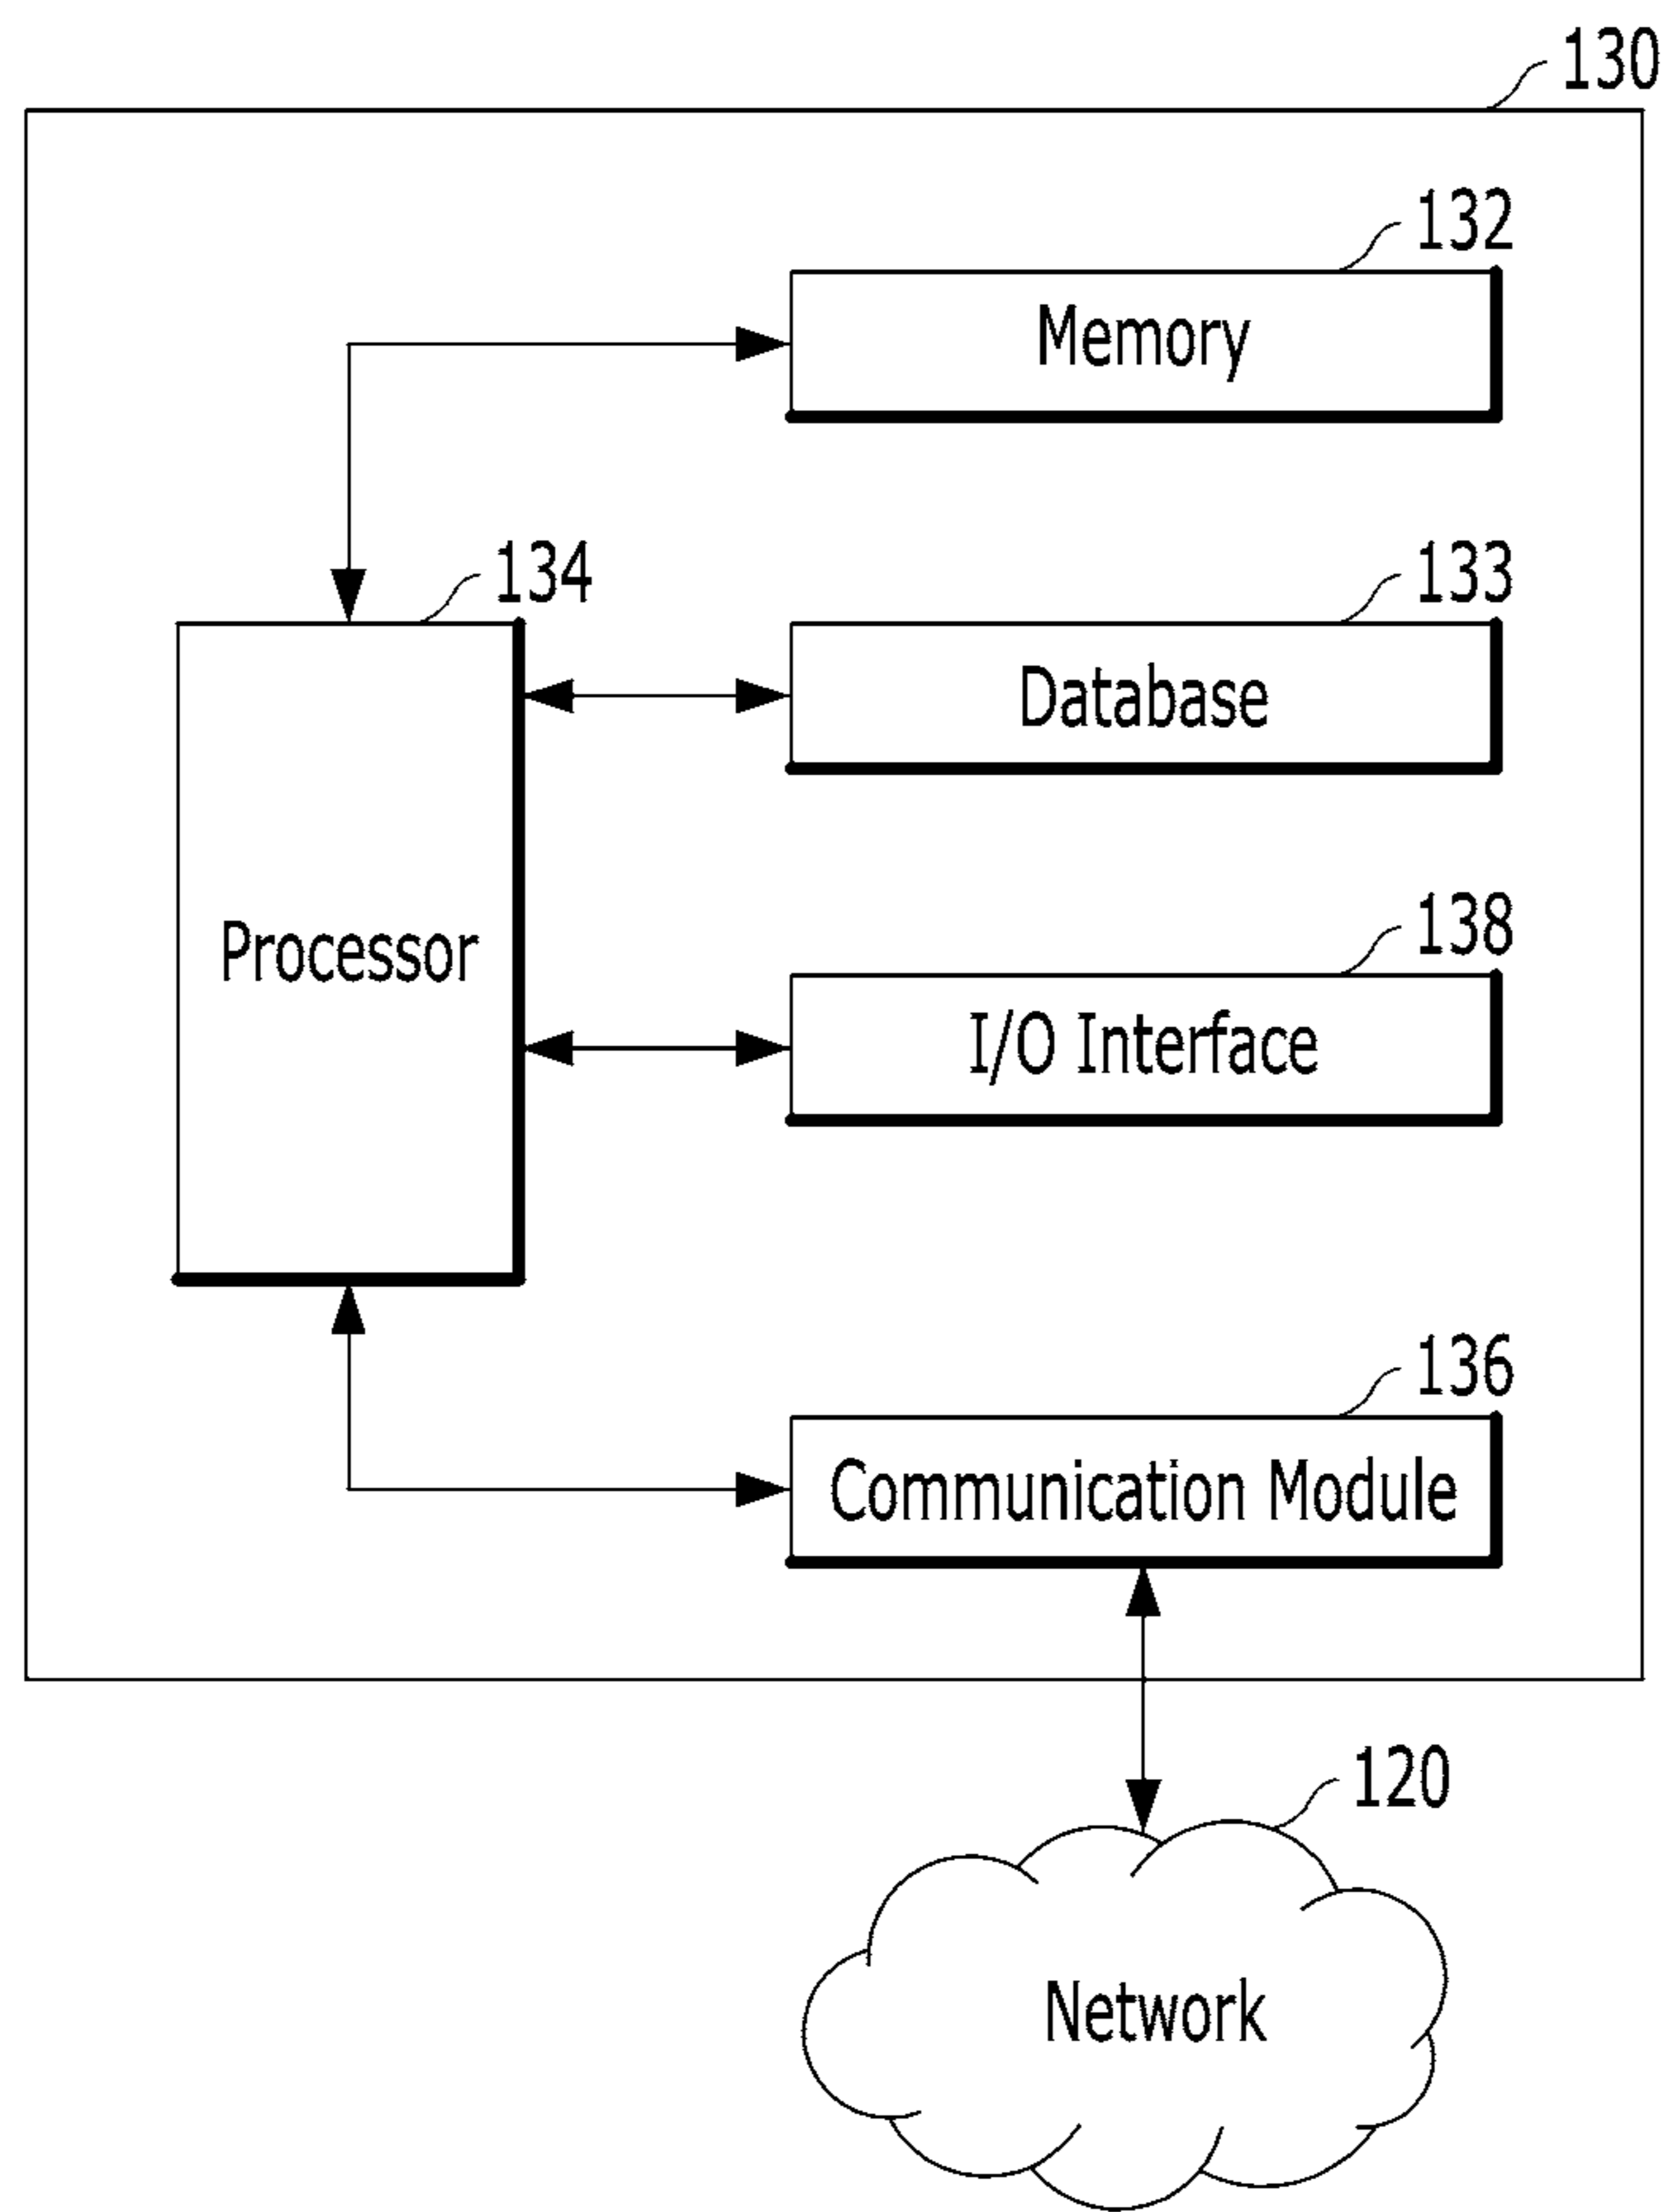 130
132
Memory
134
133
Database
138
Processor
I/O Interface
136
Communication Module
120
Network